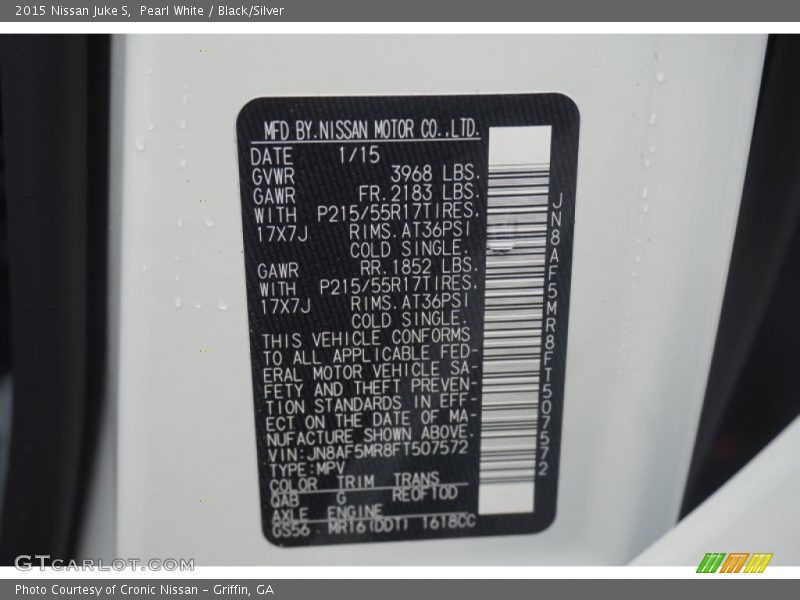 2015 Nissan Juke S, Pearl White / Black/Silver
MFD BY.NISSAN MOTOR CO.,LTD.
DATE 1/15
GVWR 3968 LBS.
GAWR FR.2183 LBS.
WITH P215/55R17TIRES.
17X7J RIMS.AT36PSI
COLD SINGLE.
GAWR RR.1852 LBS.
WITH P215/55R17TIRES.
17X7J RIMS.AT36PSI
COLD SINGLE.
THIS VEHICLE CONFORMS
TO ALL APPLICABLE FED-
ERAL MOTOR VEHICLE SA-
FETY AND THEFT PREVEN-
TION STANDARDS IN EFF-
ECT ON THE DATE OF MA-
NUFACTURE SHOWN ABOVE.
VIN:JN8AF5MR8FT507572
TYPE:MPV
COLOR TRIM TRANS
QAB G RE0F10D
AXLE ENGINE
GS56 MR16(DDT) 1618CC
JN8AF5MR8FT507572
GTCARLOT.COM
Photo Courtesy of Cronic Nissan - Griffin, GA